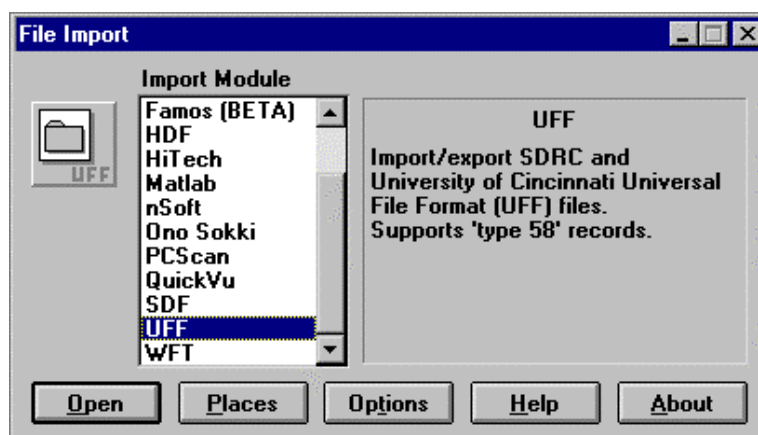 File Import
Import Module
UFF
Famos (BETA)
HDF
HiTech
Matlab
nSoft
Ono Sokki
PCScan
QuickVu
SDF
UFF
WFT
UFF
Import/export SDRC and
University of Cincinnati Universal
File Format (UFF) files.
Supports 'type 58' records.
Open
Places
Options
Help
About